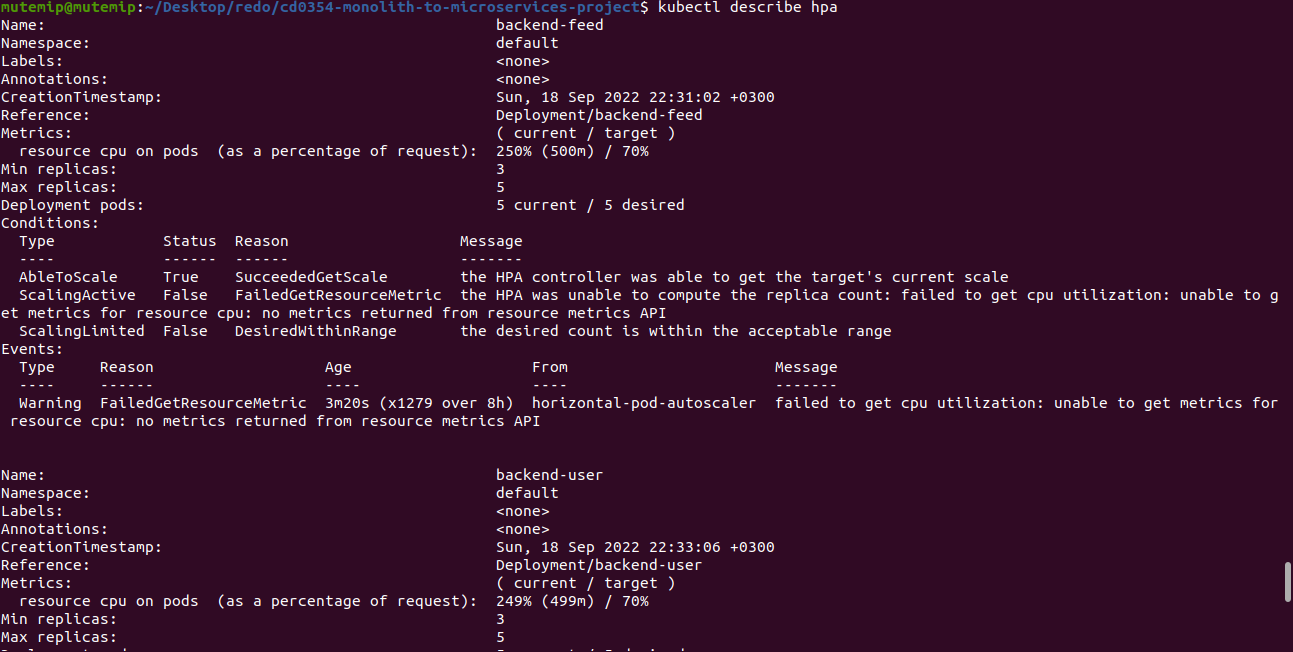 mutemip@mutemip:~/Desktop/redo/cd0354-monolith-to-microservices-project$ kubectl describe hpa
Name:                                                  backend-feed
Namespace:                                             default
Labels:                                                <none>
Annotations:                                           <none>
CreationTimestamp:                                     Sun, 18 Sep 2022 22:31:02 +0300
Reference:                                             Deployment/backend-feed
Metrics:                                               ( current / target )
  resource cpu on pods  (as a percentage of request):  250% (500m) / 70%
Min replicas:                                          3
Max replicas:                                          5
Deployment pods:                                       5 current / 5 desired
Conditions:
  Type            Status  Reason                   Message
  ----            ------  ------                   -------
  AbleToScale     True    SucceededGetScale        the HPA controller was able to get the target's current scale
  ScalingActive   False   FailedGetResourceMetric  the HPA was unable to compute the replica count: failed to get cpu utilization: unable to g
et metrics for resource cpu: no metrics returned from resource metrics API
  ScalingLimited  False   DesiredWithinRange       the desired count is within the acceptable range
Events:
  Type     Reason                   Age                    From                       Message
  ----     ------                   ----                   ----                       -------
  Warning  FailedGetResourceMetric  3m20s (x1279 over 8h)  horizontal-pod-autoscaler  failed to get cpu utilization: unable to get metrics for
 resource cpu: no metrics returned from resource metrics API
Name:                                                  backend-user
Namespace:                                             default
Labels:                                                <none>
Annotations:                                           <none>
CreationTimestamp:                                     Sun, 18 Sep 2022 22:33:06 +0300
Reference:                                             Deployment/backend-user
Metrics:                                               ( current / target )
  resource cpu on pods  (as a percentage of request):  249% (499m) / 70%
Min replicas:                                          3
Max replicas:                                          5